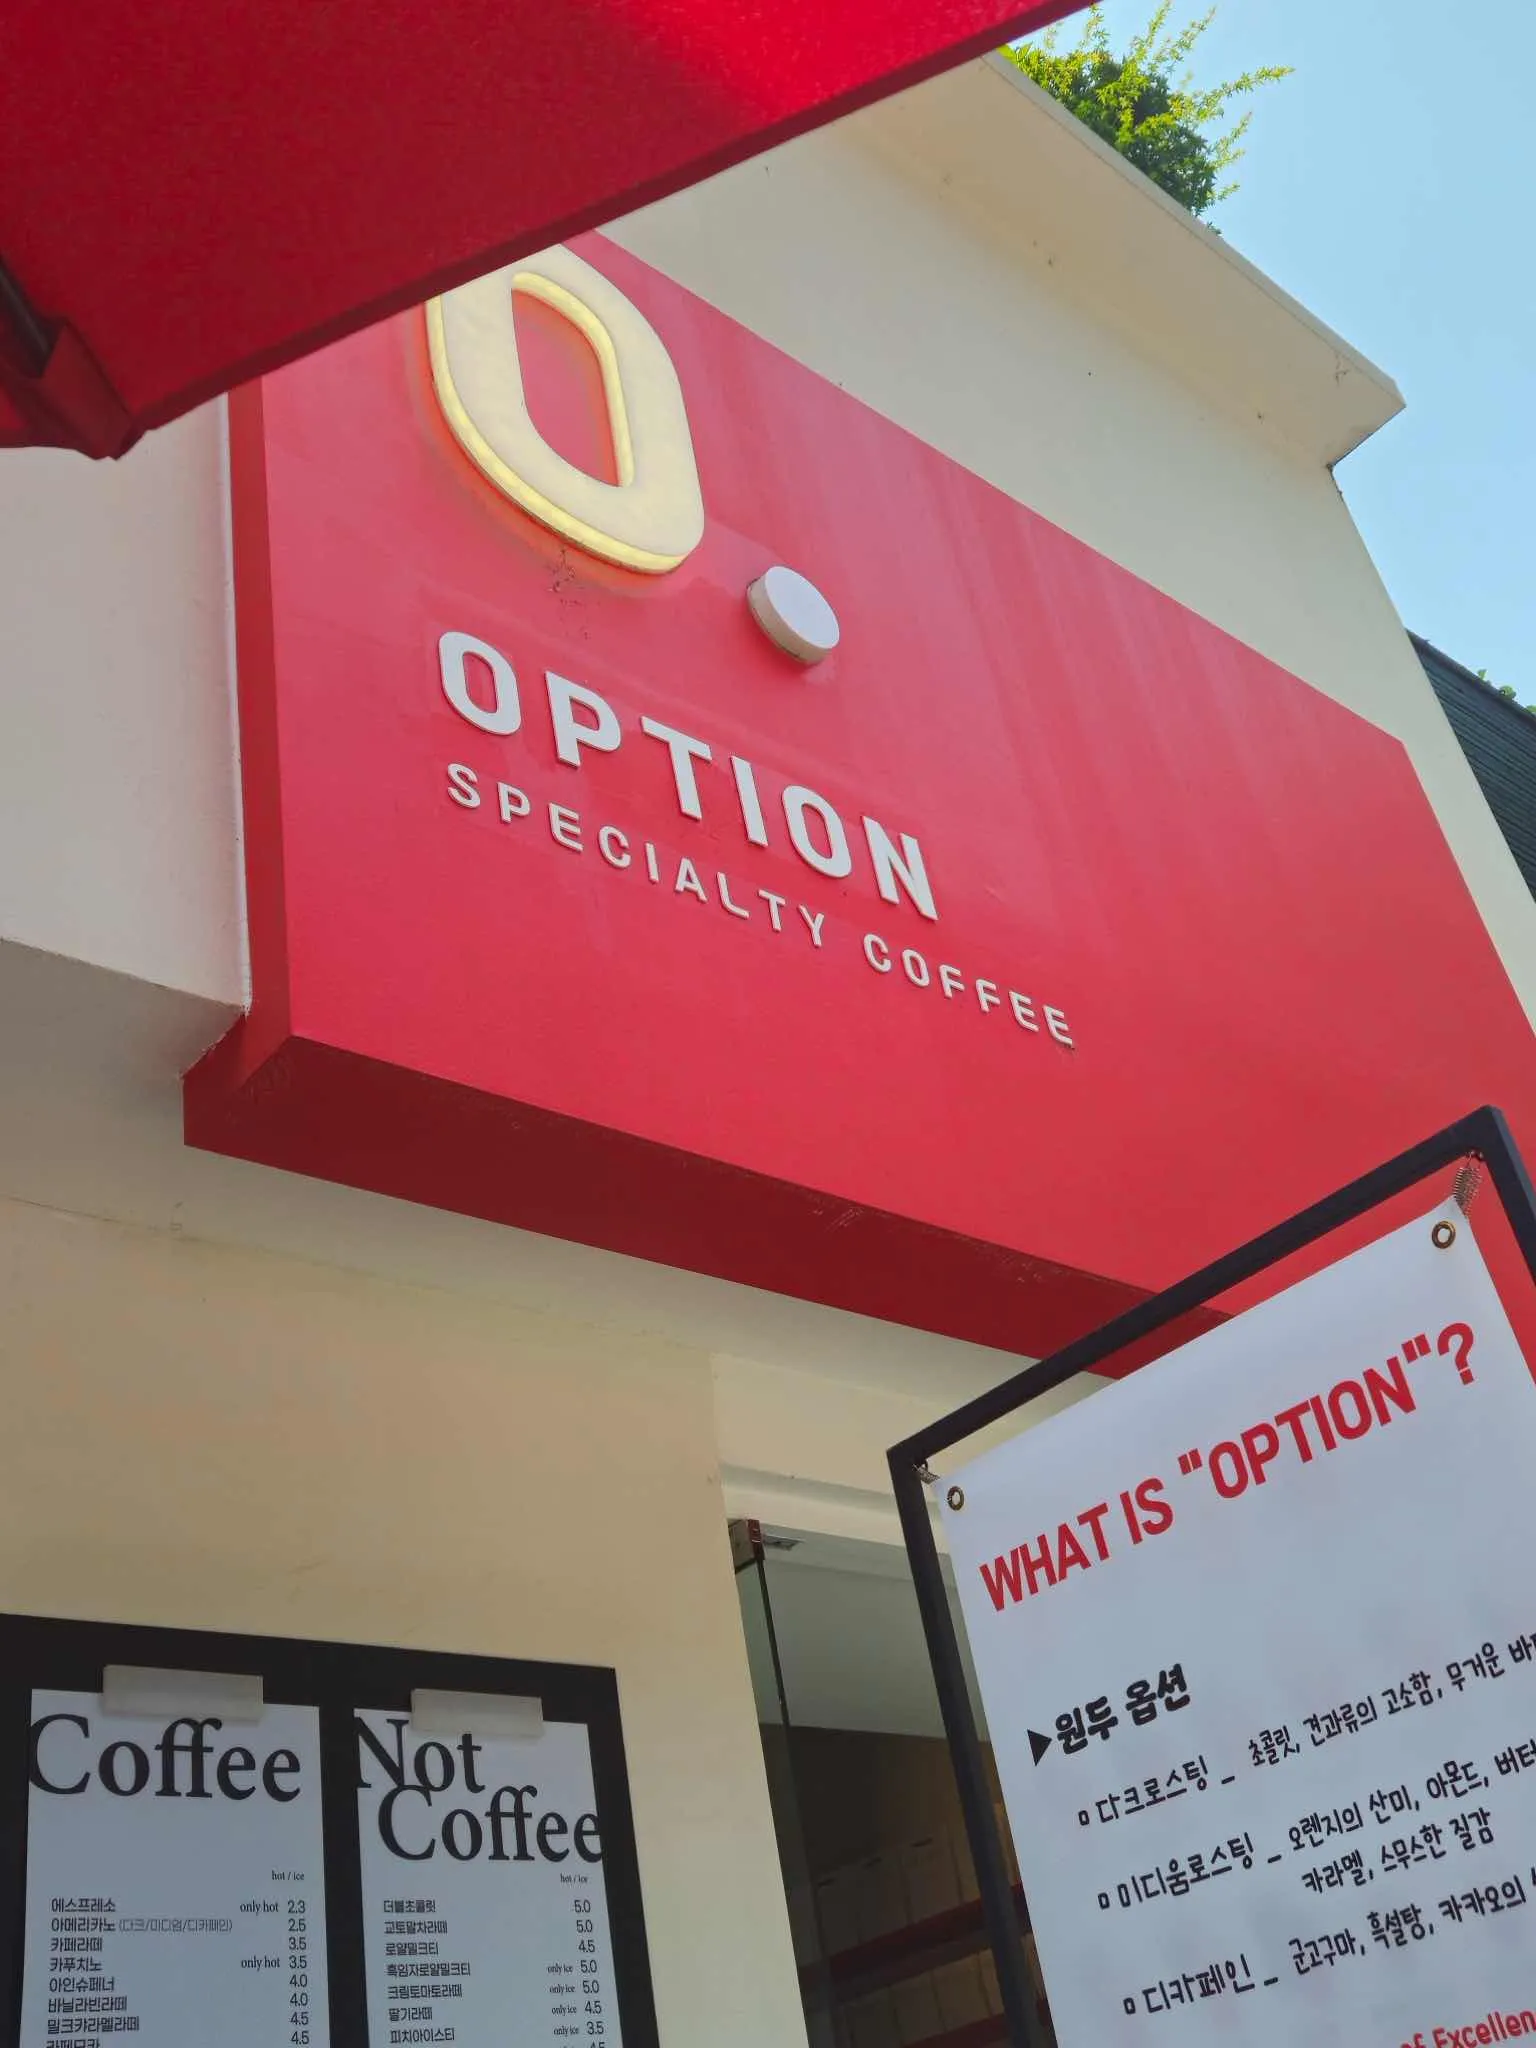 O.
OPTION
SPECIALTY COFFEE
WHAT IS "OPTION"?
▶원두 옵션
▫다크로스팅 _ 초콜릿, 견과류의 고소함, 무거운
▫미디움로스팅 _ 오렌지의 산미, 아몬드, 버터
카라멜, 스무스한 질감
▫디카페인 _ 군고구마, 흑설탕, 카카오의
of Excellen
Coffee
hot / ice
에스프레소 only hot 2.3
아메리카노 (다크/미디엄/디카페인) 2.5
카페라떼 3.5
카푸치노 only hot 3.5
아인슈페너 4.0
바닐라빈라떼 4.0
밀크캬라멜라떼 4.5
카페모카 4.5
Not
Coffee
hot / ice
더블초콜릿 5.0
교토말차라떼 5.0
로얄밀크티 4.5
흑임자로얄밀크티 only ice 5.0
크림토마토라떼 only ice 5.0
딸기라떼 only ice 4.5
피치아이스티 only ice 3.5